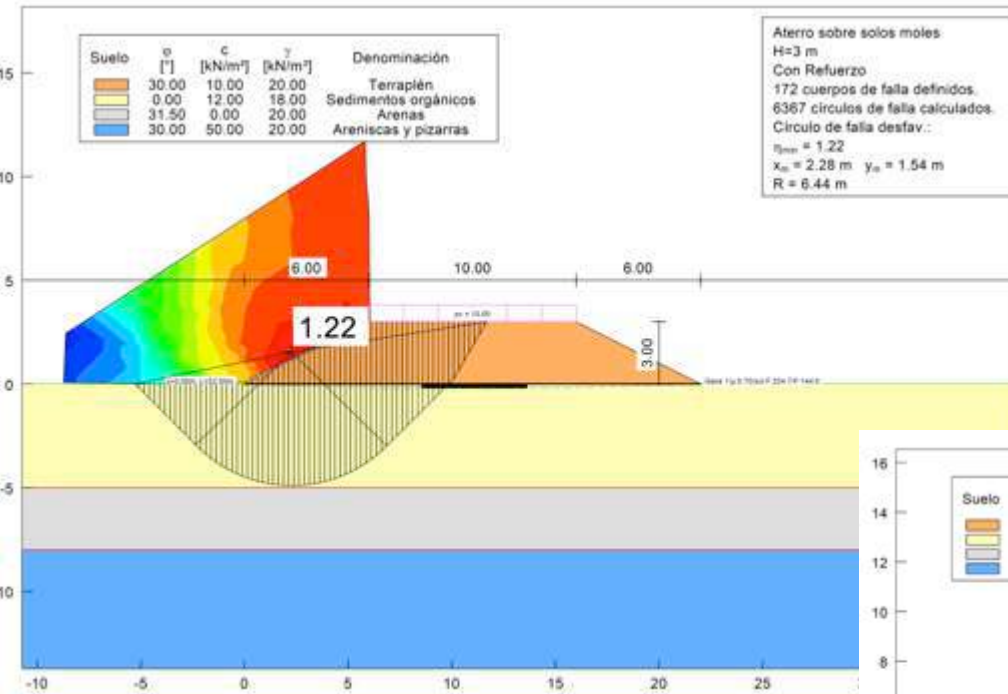 Suelo φ c γ Denominación
[°] [kN/m²] [kN/m²]
30.00 10.00 20.00 Terraplén
0.00 12.00 18.00 Sedimentos orgánicos
31.50 0.00 20.00 Arenas
30.00 50.00 20.00 Areniscas y pizarras
Aterro sobre solos moles
H=3 m
Con Refuerzo
172 cuerpos de falla definidos.
6367 círculos de falla calculados.
Círculo de falla desfav.:
ηmin = 1.22
xm = 2.28 m ym = 1.54 m
R = 6.44 m
15
10
5
0
-5
10
6.00 10.00 6.00
1.22
3.00
-10 -5 0 5 10 15 20 25
16
14
12
10
8
Suelo